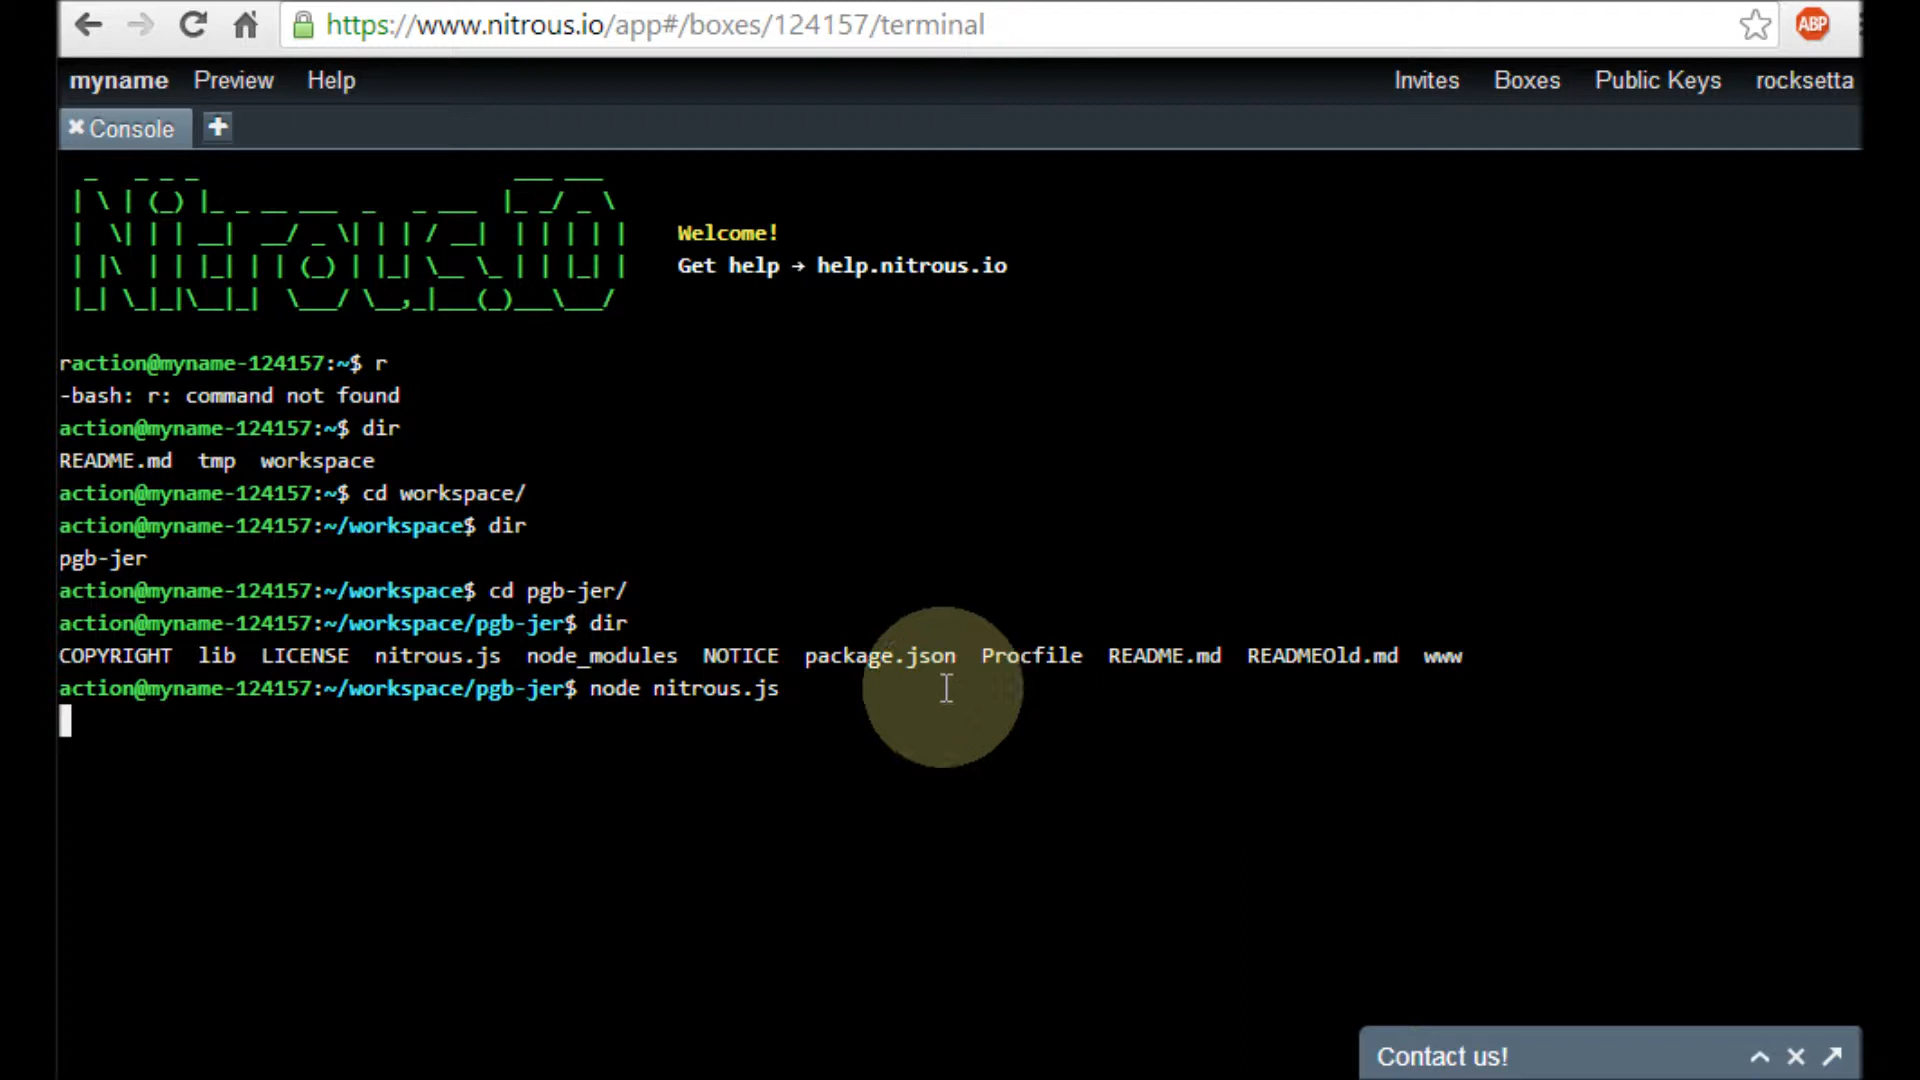 https://www.nitrous.io/app#/boxes/124157/terminal
ABP
myname Preview Help Invites Boxes Public Keys rocksetta
Console
Nitrous.IO
Welcome!
Get help → help.nitrous.io
raction@myname-124157:~$ r
-bash: r: command not found
action@myname-124157:~$ dir
README.md tmp workspace
action@myname-124157:~$ cd workspace/
action@myname-124157:~/workspace$ dir
pgb-jer
action@myname-124157:~/workspace$ cd pgb-jer/
action@myname-124157:~/workspace/pgb-jer$ dir
COPYRIGHT lib LICENSE nitrous.js node_modules NOTICE package.json Procfile README.md READMEOld.md www
action@myname-124157:~/workspace/pgb-jer$ node nitrous.js
Contact us!